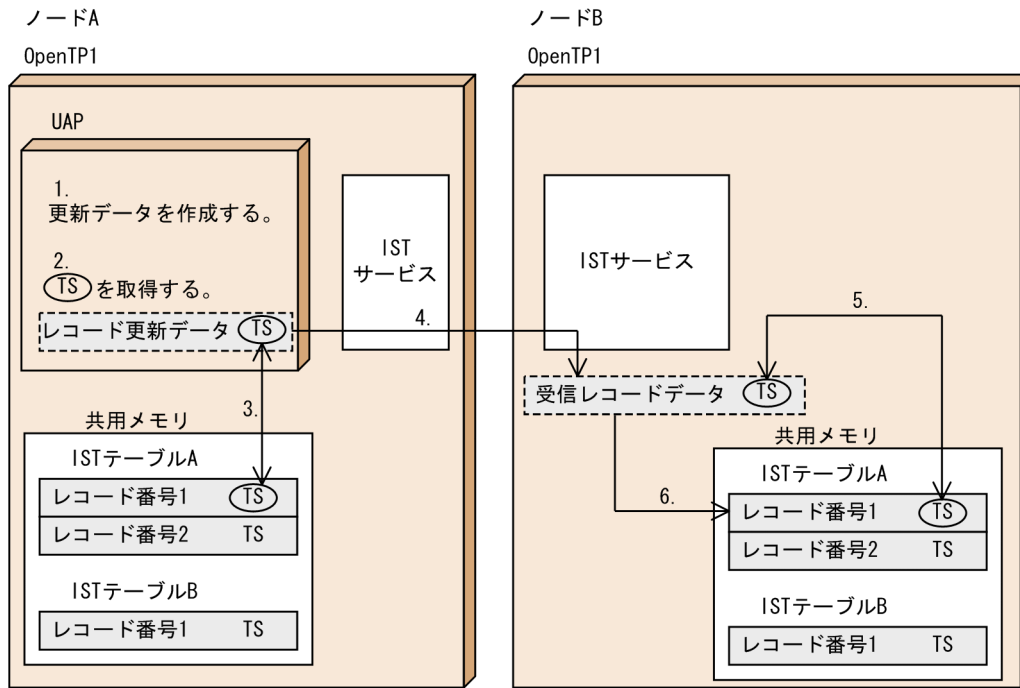 ノードA
OpenTP1
UAP
1.
更新データを作成する。
2.
TSを取得する。
レコード更新データ TS
IST
サービス
4.
3.
共用メモリ
ISTテーブルA
レコード番号1 TS
レコード番号2 TS
ISTテーブルB
レコード番号1 TS
ノードB
OpenTP1
ISTサービス
5.
受信レコードデータ TS
6.
共用メモリ
ISTテーブルA
レコード番号1 TS
レコード番号2 TS
ISTテーブルB
レコード番号1 TS